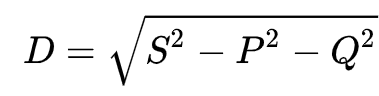 D = √(S² − P² − Q²)